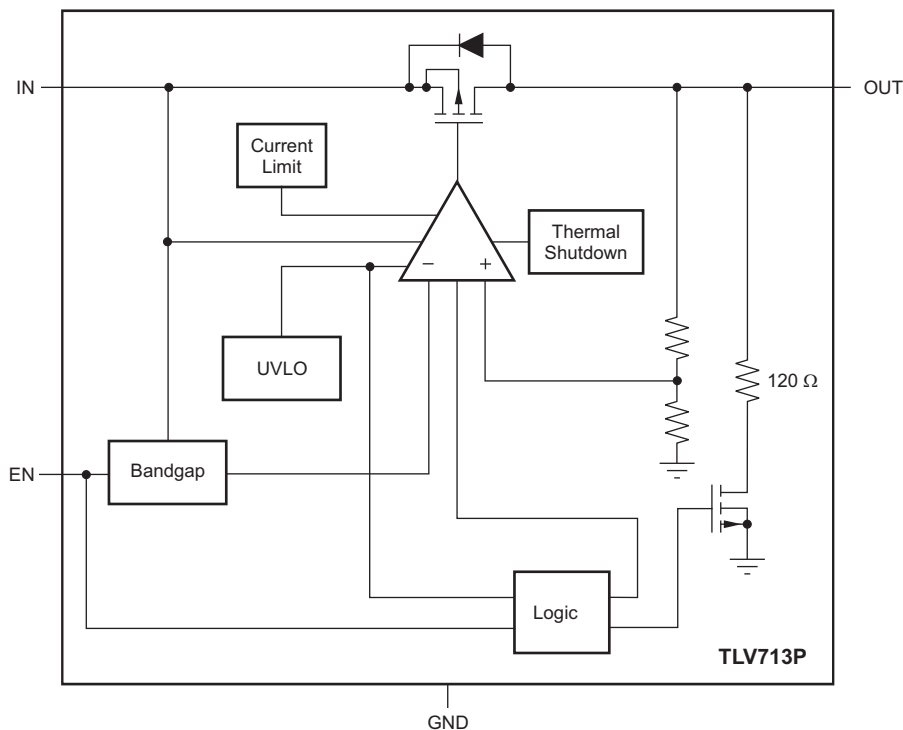 IN
OUT
Current
Limit
Thermal
Shutdown
−
+
UVLO
120 Ω
EN
Bandgap
Logic
TLV713P
GND